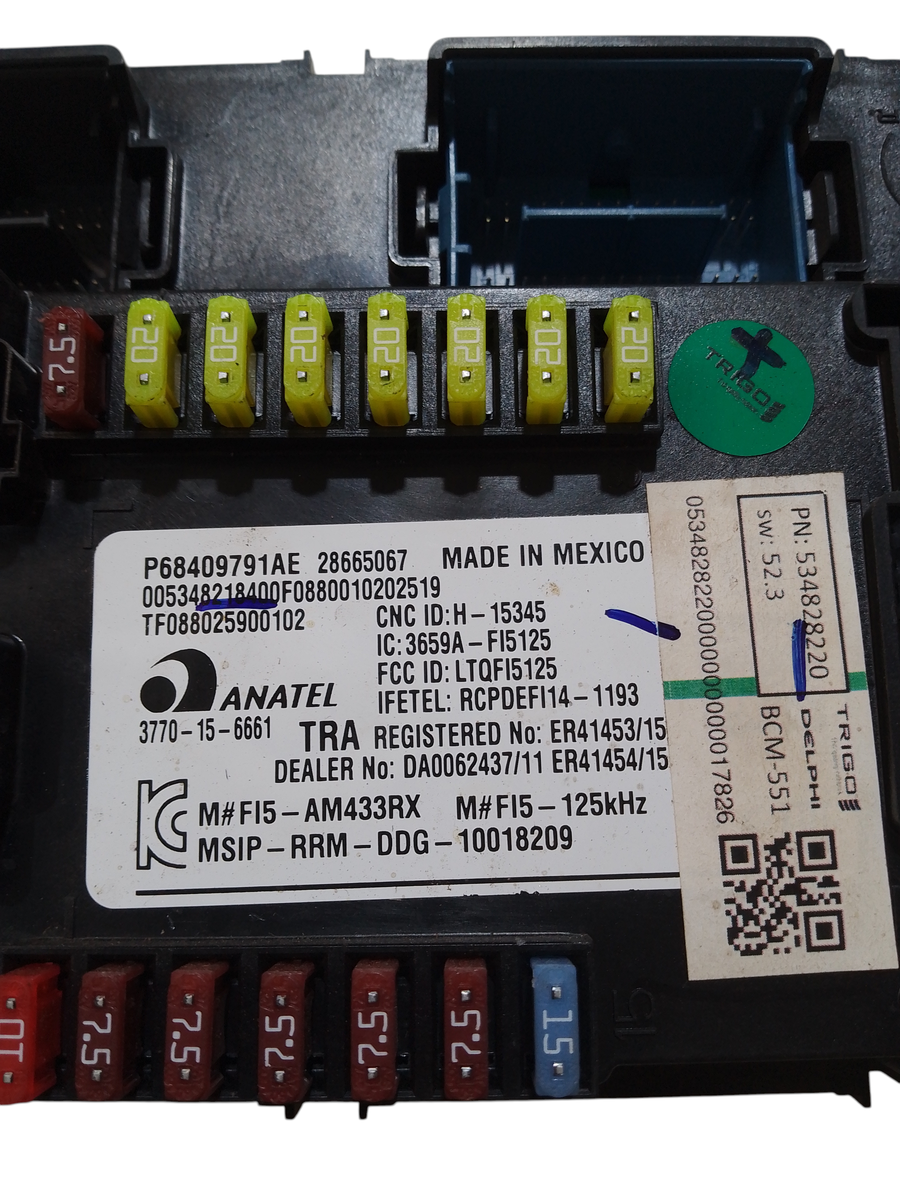 7.5
20
20
20
20
20
20
20
TRIGO
P68409791AE 28665067 MADE IN MEXICO
005348218400F0880010202519
TF088025900102
CNC ID: H-15345
IC: 3659A-FI5125
FCC ID: LTQFI5125
IFETEL: RCPDEFI14-1193
ANATEL
3770-15-6661
TRA REGISTERED No: ER41453/15
DEALER No: DA0062437/11 ER41454/15
M# FI5-AM433RX M# FI5-125kHz
MSIP-RRM-DDG-10018209
PN: 534828220
SW: 52.3
TRIGO
DELPHI
BCM-551
10
7.5
7.5
7.5
7.5
7.5
15
15